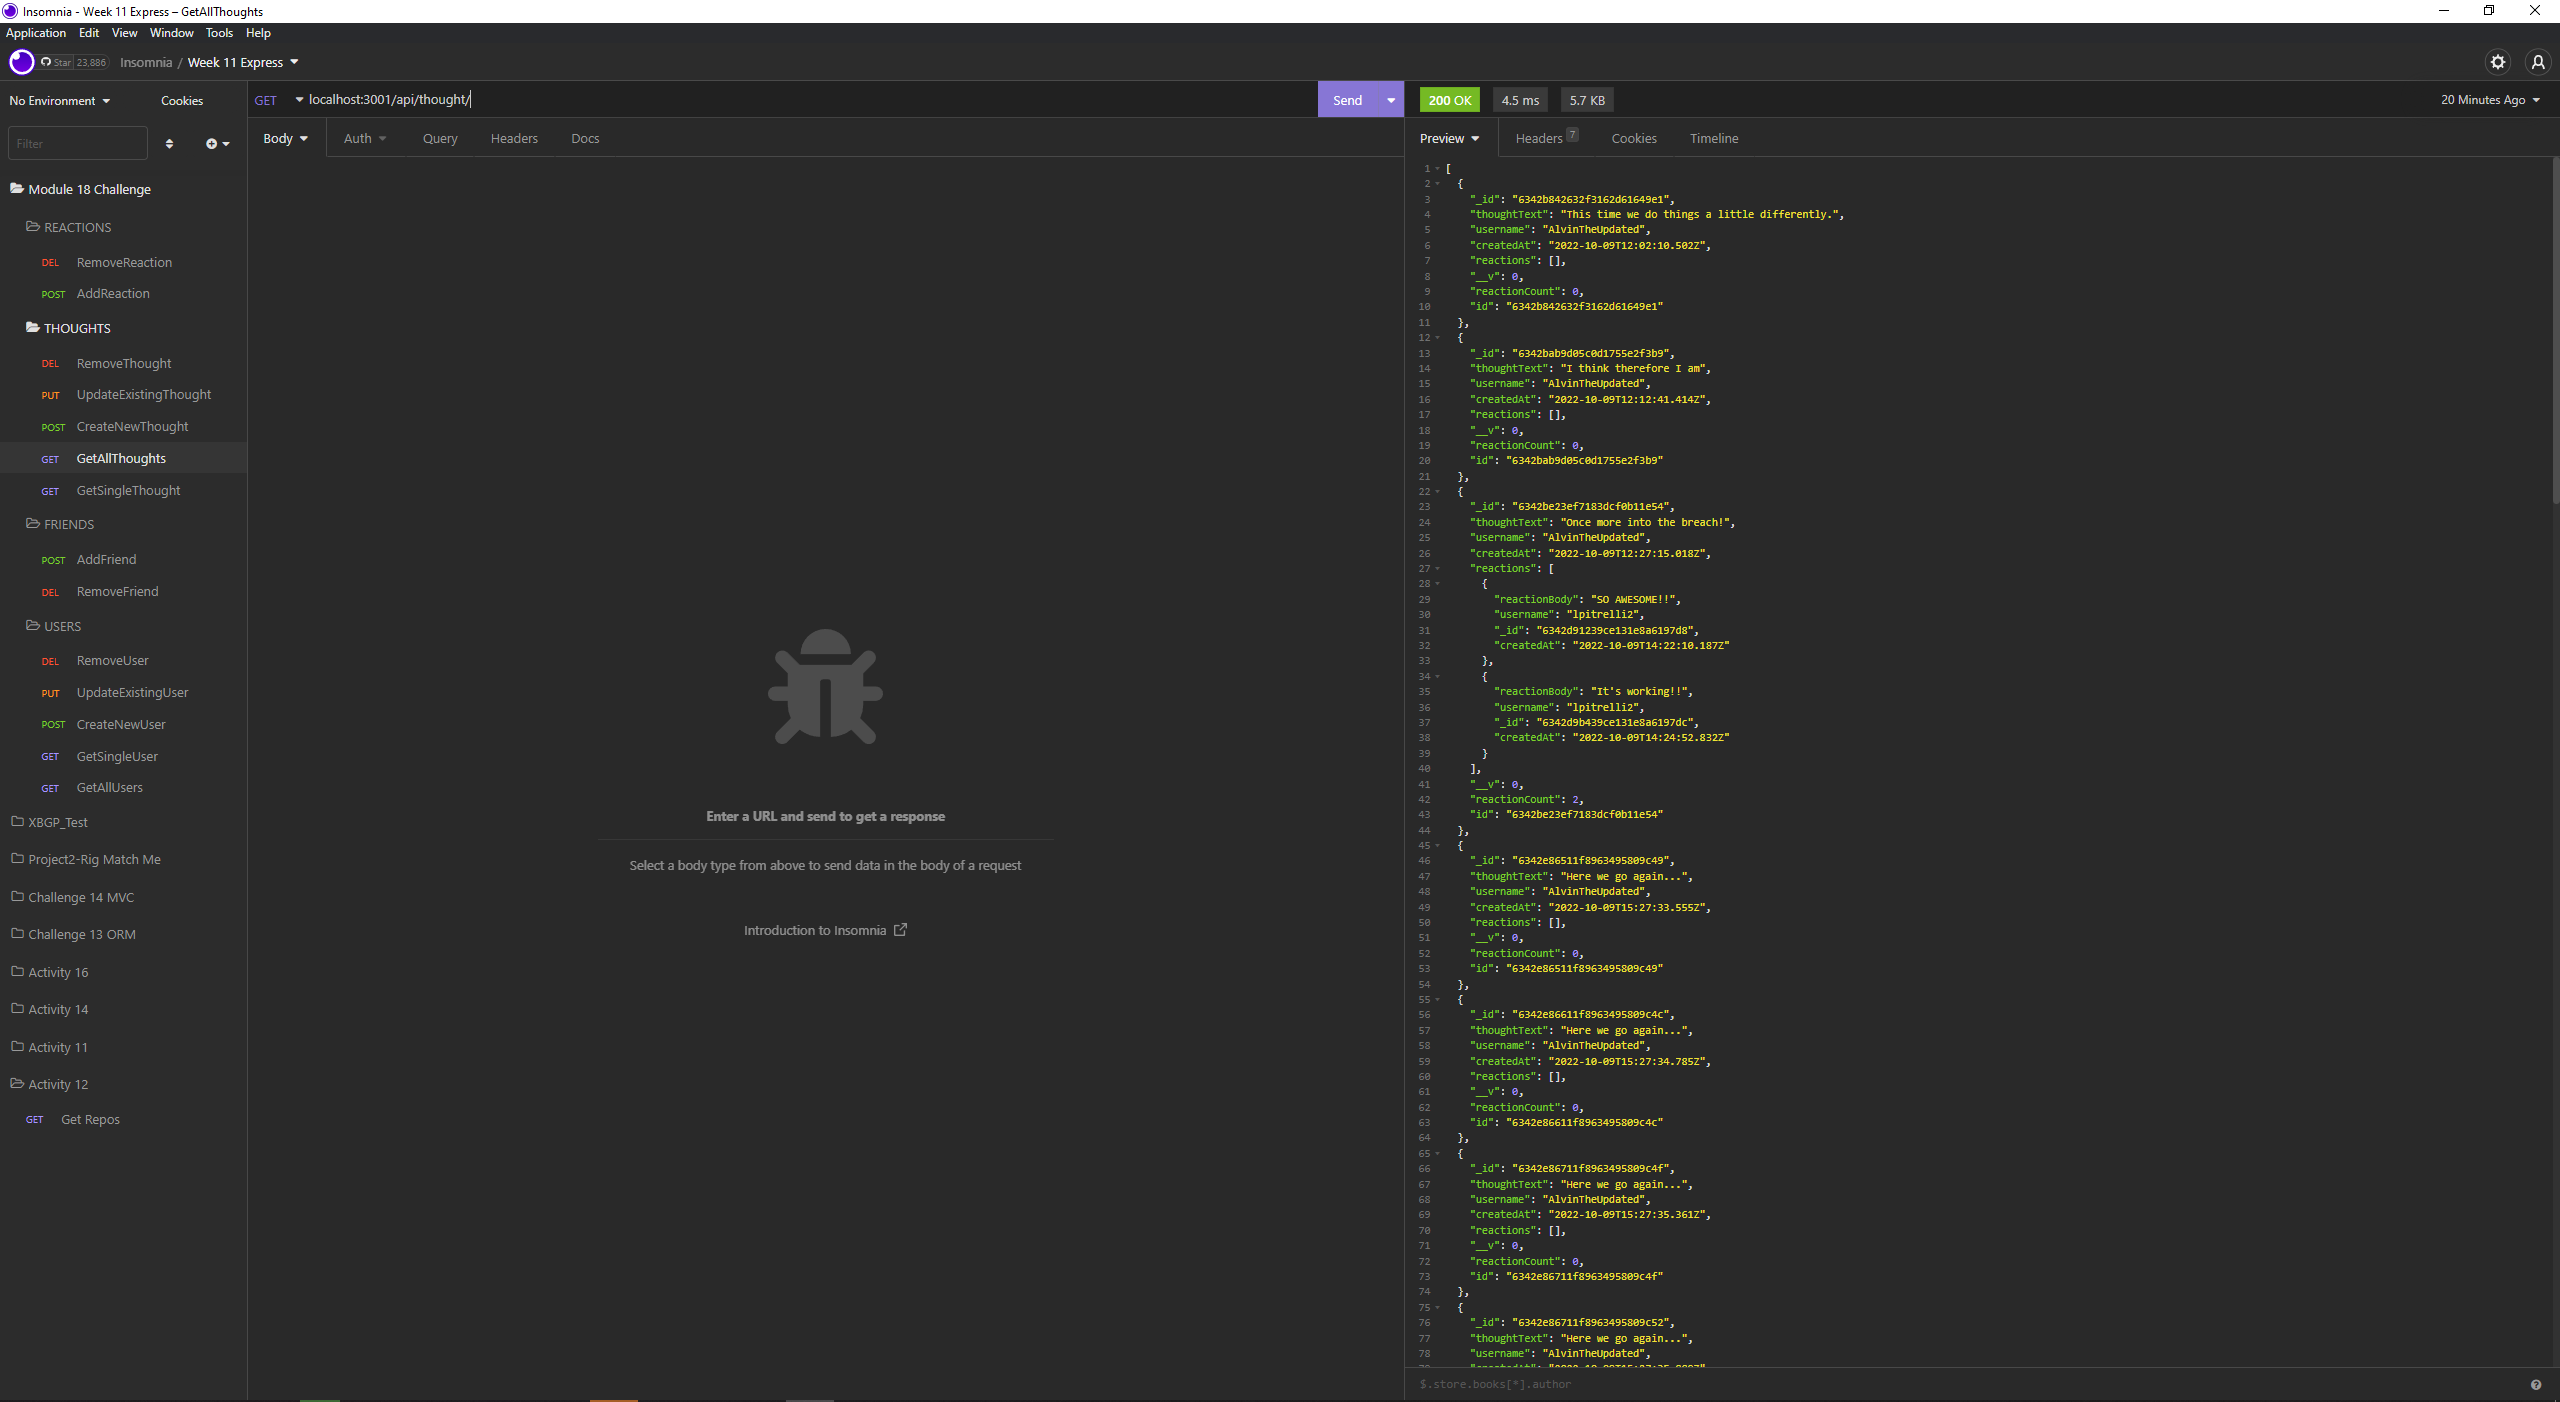 Insomnia - Week 11 Express – GetAllThoughts
Application Edit View Window Tools Help
Star 23,886 Insomnia / Week 11 Express
No Environment Cookies
Filter
Module 18 Challenge
REACTIONS
DEL RemoveReaction
POST AddReaction
THOUGHTS
DEL RemoveThought
PUT UpdateExistingThought
POST CreateNewThought
GET GetAllThoughts
GET GetSingleThought
FRIENDS
POST AddFriend
DEL RemoveFriend
USERS
DEL RemoveUser
PUT UpdateExistingUser
POST CreateNewUser
GET GetSingleUser
GET GetAllUsers
XBGP_Test
Project2-Rig Match Me
Challenge 14 MVC
Challenge 13 ORM
Activity 16
Activity 14
Activity 11
Activity 12
GET Get Repos
GET localhost:3001/api/thought/ Send
Body Auth Query Headers Docs
Enter a URL and send to get a response
Select a body type from above to send data in the body of a request
Introduction to Insomnia
200 OK 4.5 ms 5.7 KB 20 Minutes Ago
Preview Headers 7 Cookies Timeline
1 [
2 {
3 "_id": "6342b842632f3162d61649e1",
4 "thoughtText": "This time we do things a little differently.",
5 "username": "AlvinTheUpdated",
6 "createdAt": "2022-10-09T12:02:10.502Z",
7 "reactions": [],
8 "__v": 0,
9 "reactionCount": 0,
10 "id": "6342b842632f3162d61649e1"
11 },
12 {
13 "_id": "6342bab9d05c0d1755e2f3b9",
14 "thoughtText": "I think therefore I am",
15 "username": "AlvinTheUpdated",
16 "createdAt": "2022-10-09T12:12:41.414Z",
17 "reactions": [],
18 "__v": 0,
19 "reactionCount": 0,
20 "id": "6342bab9d05c0d1755e2f3b9"
21 },
22 {
23 "_id": "6342be23ef7183dcf0b11e54",
24 "thoughtText": "Once more into the breach!",
25 "username": "AlvinTheUpdated",
26 "createdAt": "2022-10-09T12:27:15.018Z",
27 "reactions": [
28 {
29 "reactionBody": "SO AWESOME!!",
30 "username": "lpitrelli2",
31 "_id": "6342d91239ce131e8a6197d8",
32 "createdAt": "2022-10-09T14:22:10.187Z"
33 },
34 {
35 "reactionBody": "It's working!!",
36 "username": "lpitrelli2",
37 "_id": "6342d9b439ce131e8a6197dc",
38 "createdAt": "2022-10-09T14:24:52.832Z"
39 }
40 ],
41 "__v": 0,
42 "reactionCount": 2,
43 "id": "6342be23ef7183dcf0b11e54"
44 },
45 {
46 "_id": "6342e86511f8963495809c49",
47 "thoughtText": "Here we go again...",
48 "username": "AlvinTheUpdated",
49 "createdAt": "2022-10-09T15:27:33.555Z",
50 "reactions": [],
51 "__v": 0,
52 "reactionCount": 0,
53 "id": "6342e86511f8963495809c49"
54 },
55 {
56 "_id": "6342e86611f8963495809c4c",
57 "thoughtText": "Here we go again...",
58 "username": "AlvinTheUpdated",
59 "createdAt": "2022-10-09T15:27:34.785Z",
60 "reactions": [],
61 "__v": 0,
62 "reactionCount": 0,
63 "id": "6342e86611f8963495809c4c"
64 },
65 {
66 "_id": "6342e86711f8963495809c4f",
67 "thoughtText": "Here we go again...",
68 "username": "AlvinTheUpdated",
69 "createdAt": "2022-10-09T15:27:35.361Z",
70 "reactions": [],
71 "__v": 0,
72 "reactionCount": 0,
73 "id": "6342e86711f8963495809c4f"
74 },
75 {
76 "_id": "6342e86711f8963495809c52",
77 "thoughtText": "Here we go again...",
78 "username": "AlvinTheUpdated",
$.store.books[*].author